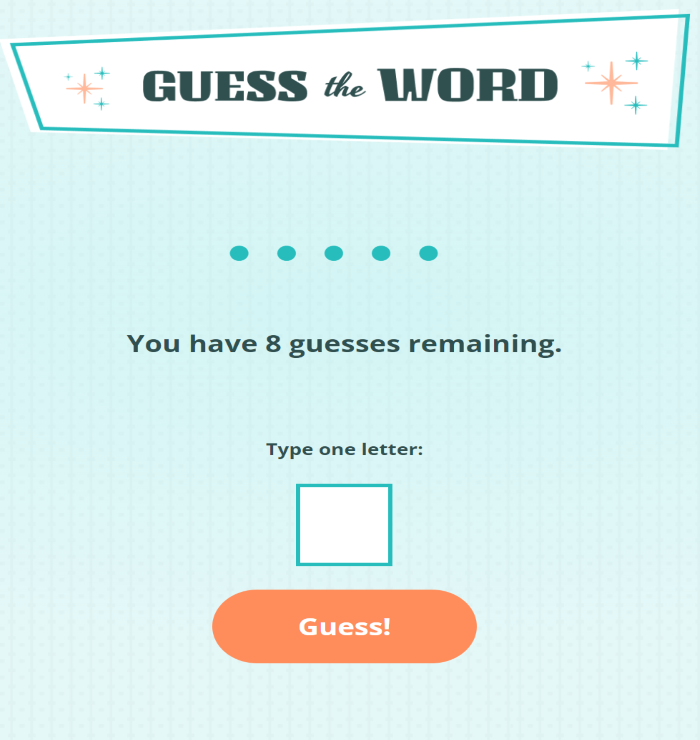 GUESS the WORD
● ● ● ● ●
You have 8 guesses remaining.
Type one letter:
Guess!